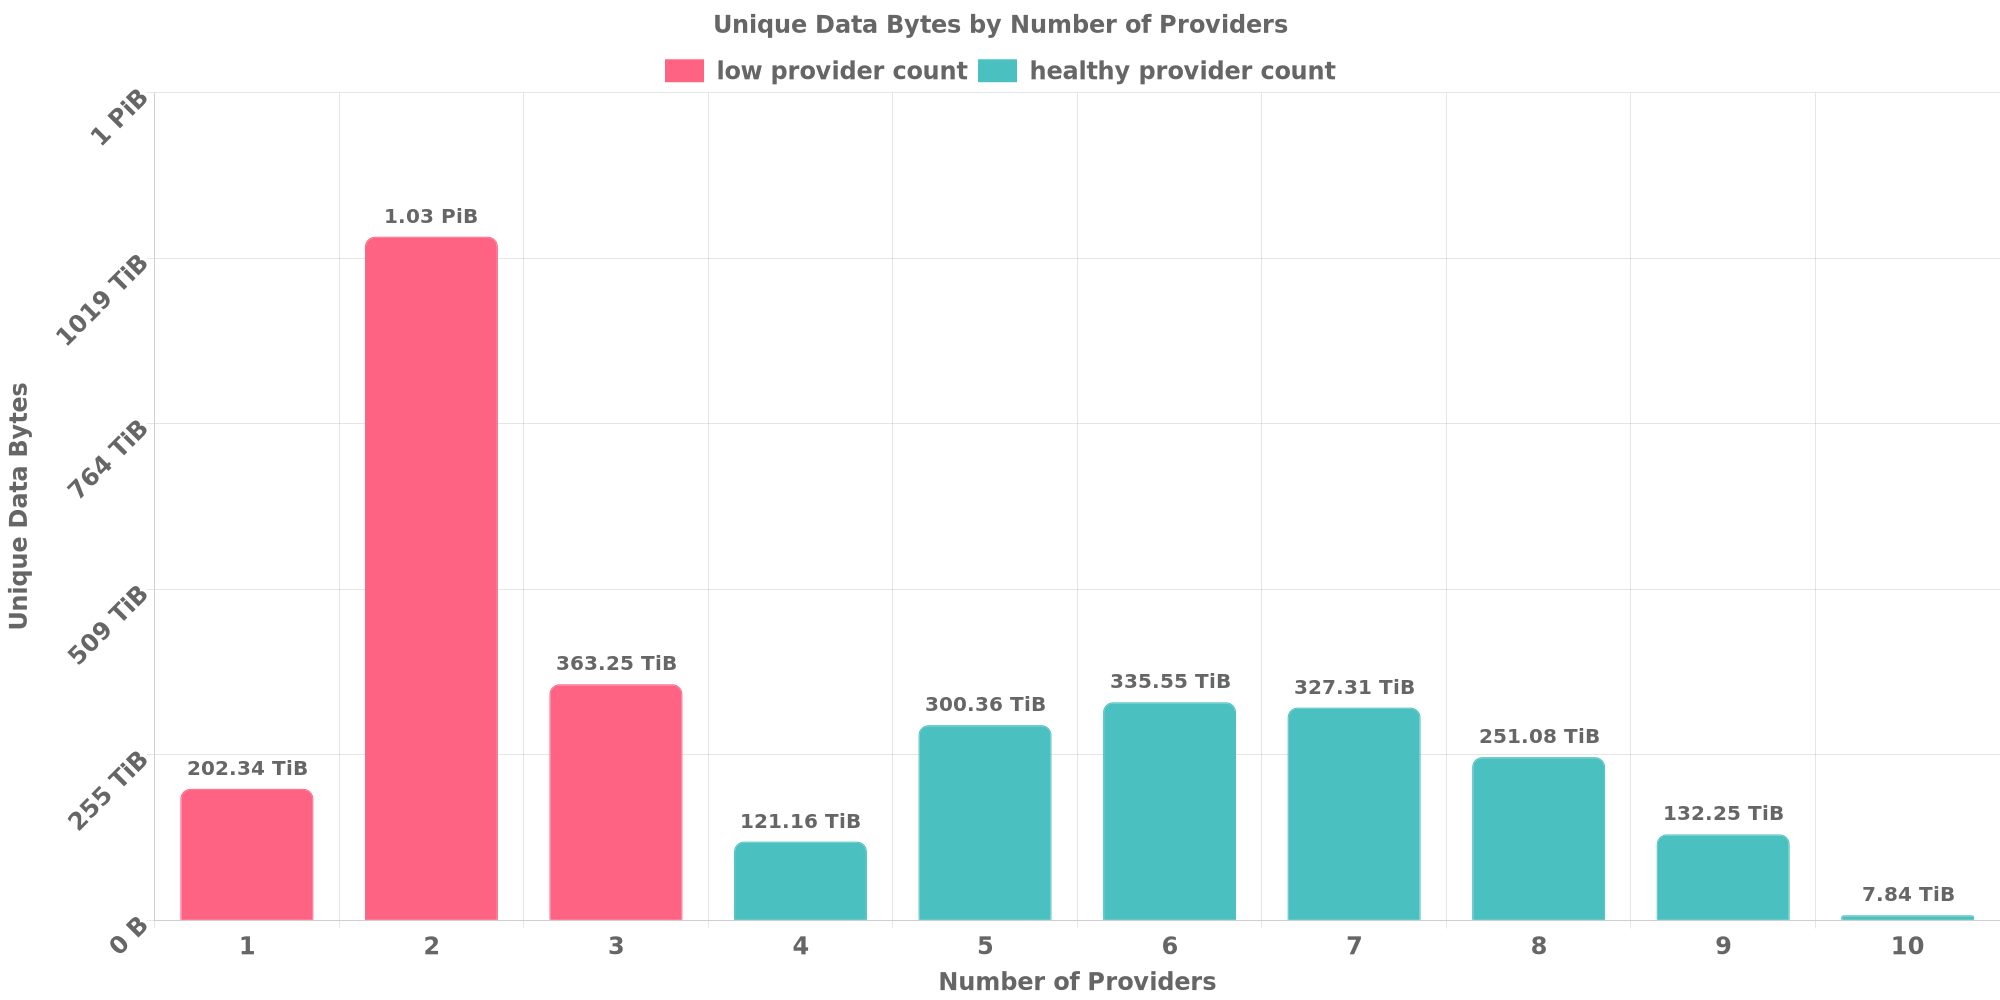 Unique Data Bytes by Number of Providers
low provider count
healthy provider count
Unique Data Bytes
1 PiB
1019 TiB
764 TiB
509 TiB
255 TiB
0 B
202.34 TiB
1.03 PiB
363.25 TiB
121.16 TiB
300.36 TiB
335.55 TiB
327.31 TiB
251.08 TiB
132.25 TiB
7.84 TiB
1 2 3 4 5 6 7 8 9 10
Number of Providers